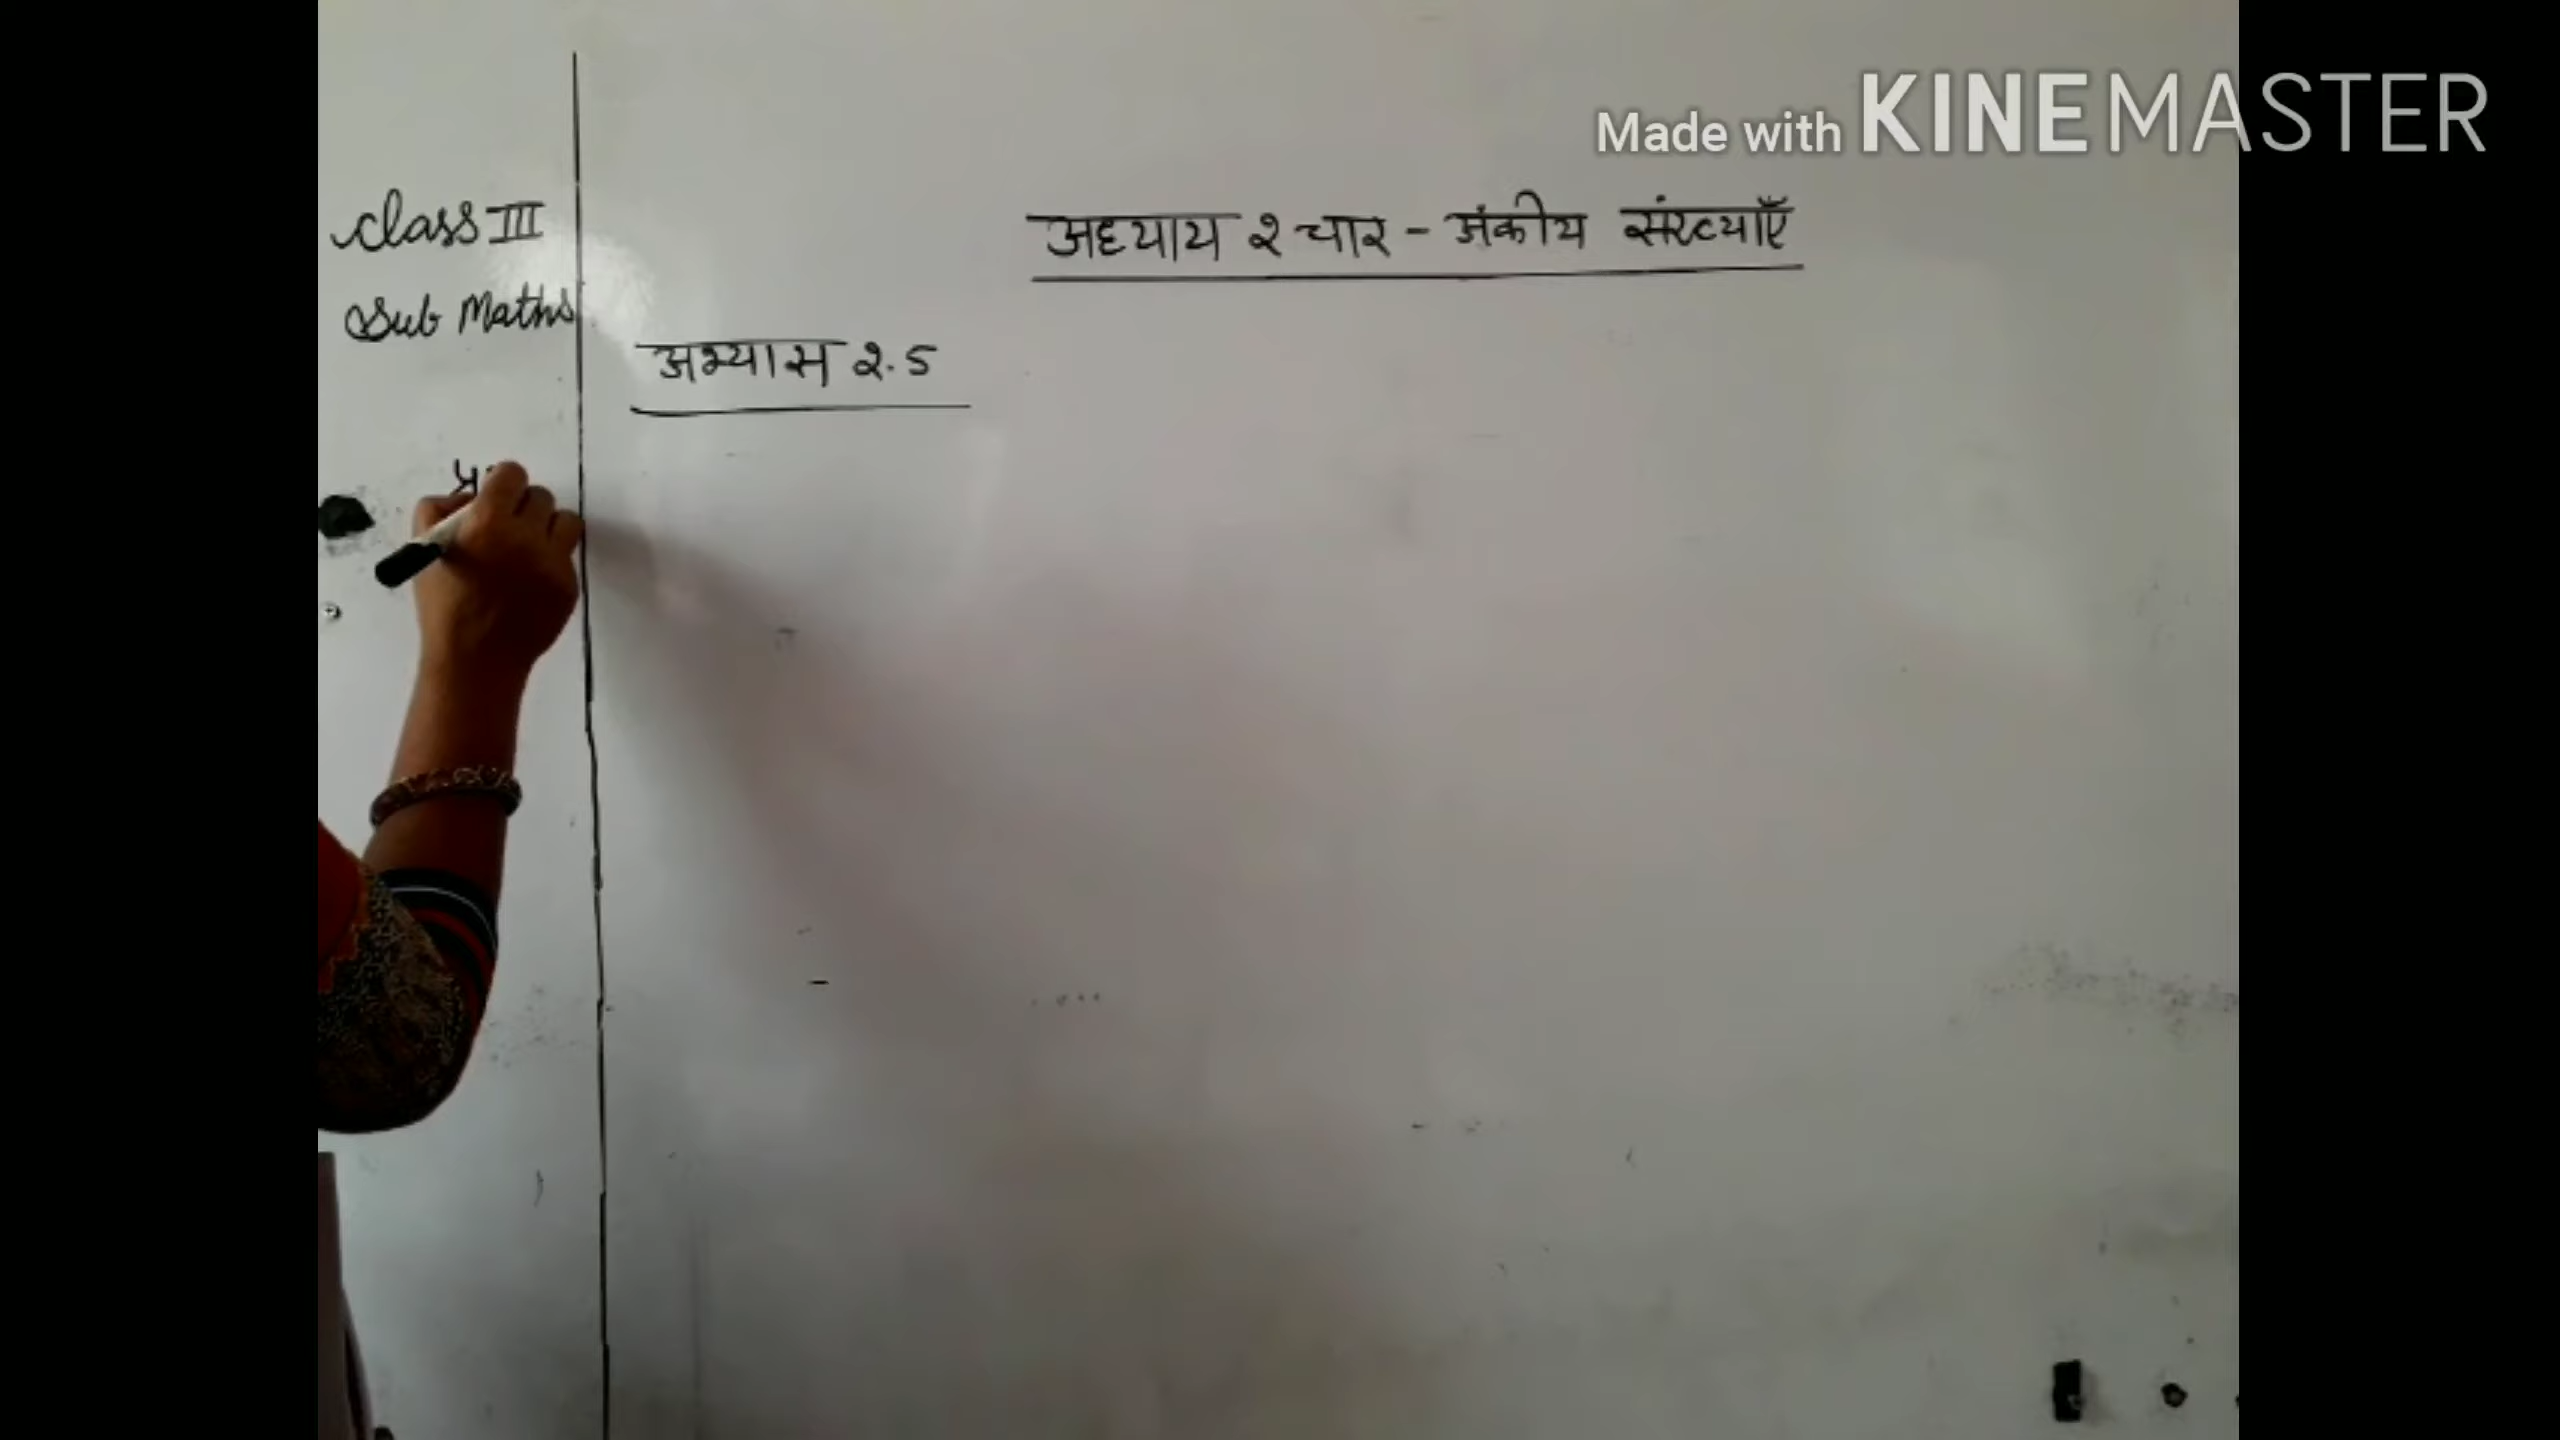 Made with KINEMASTER
Class III
अध्याय २ चार - अंकीय संख्याएँ
Sub Maths
अभ्यास २.5
प्र